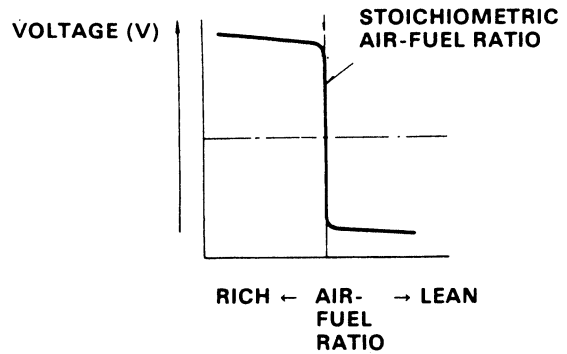 STOICHIOMETRIC
VOLTAGE (V)
AIR-FUEL RATIO
RICH ← AIR- → LEAN
FUEL
RATIO